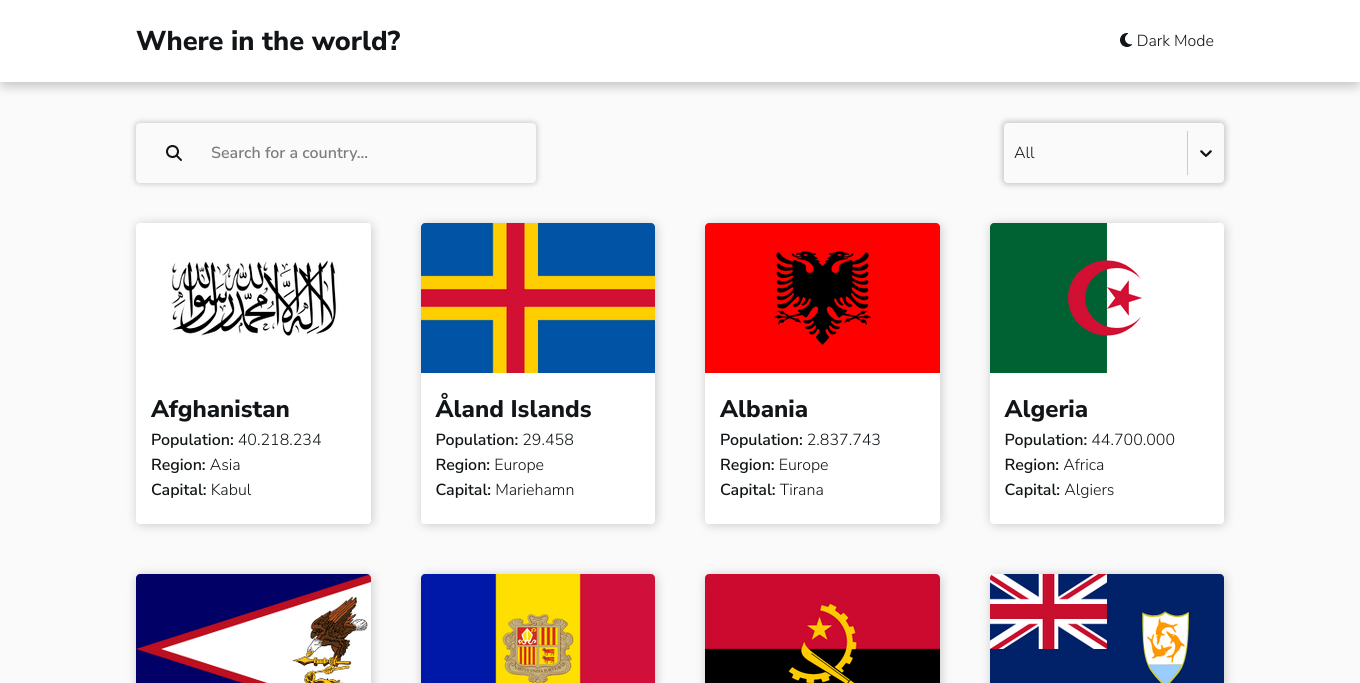 Where in the world?
Dark Mode
Search for a country...
All
لا إله إلا الله محمد رسول الله
Afghanistan
Population: 40.218.234
Region: Asia
Capital: Kabul
Åland Islands
Population: 29.458
Region: Europe
Capital: Mariehamn
Albania
Population: 2.837.743
Region: Europe
Capital: Tirana
Algeria
Population: 44.700.000
Region: Africa
Capital: Algiers